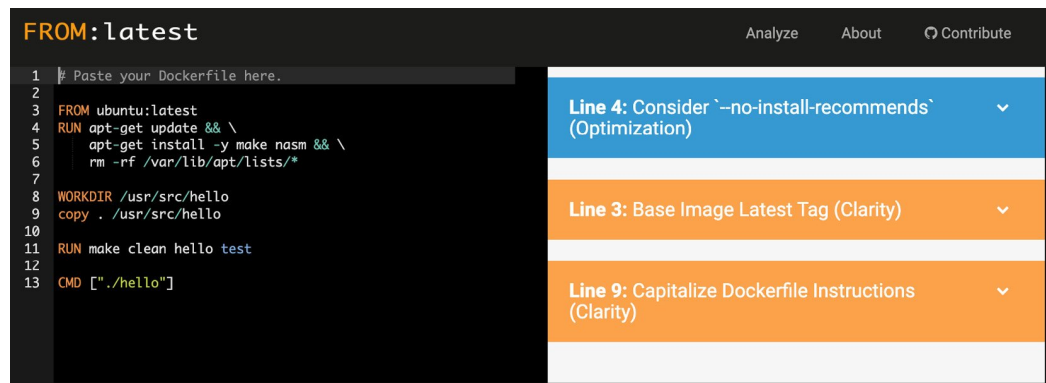 FROM:latest
Analyze About Contribute
1 # Paste your Dockerfile here.
2
3 FROM ubuntu:latest
4 RUN apt-get update && \
5 apt-get install -y make nasm && \
6 rm -rf /var/lib/apt/lists/*
7
8 WORKDIR /usr/src/hello
9 copy . /usr/src/hello
10
11 RUN make clean hello test
12
13 CMD ["./hello"]
Line 4: Consider `--no-install-recommends`
(Optimization)
Line 3: Base Image Latest Tag (Clarity)
Line 9: Capitalize Dockerfile Instructions
(Clarity)